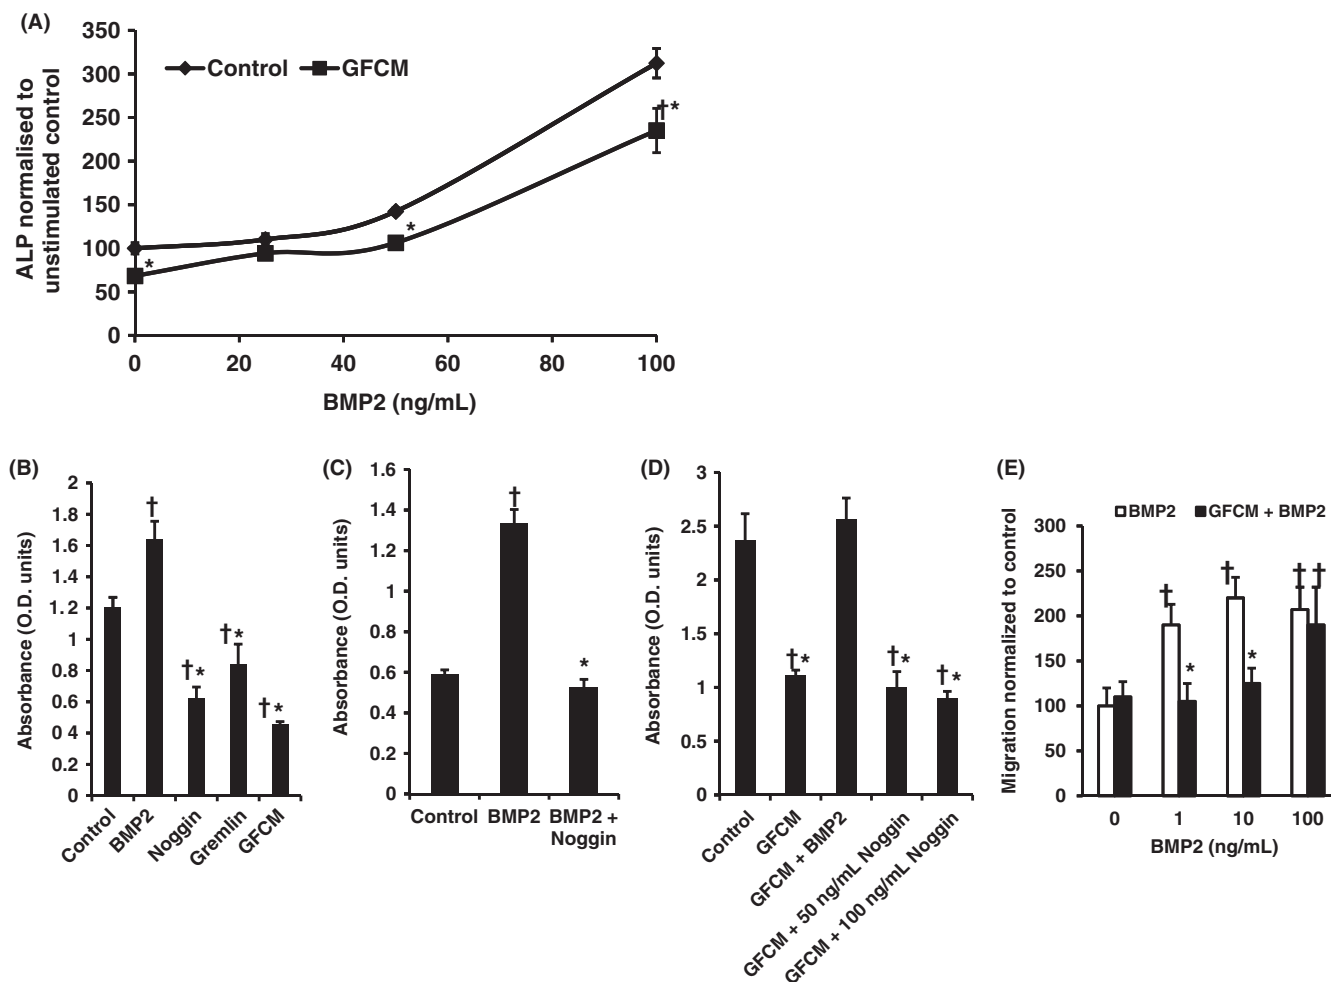 (A)
ALP normalised to
unstimulated control
350
300
250
200
150
100
50
0
Control GFCM
*
*
†*
0 20 40 60 80 100
BMP2 (ng/mL)
(B)
Absorbance (O.D. units)
2
1.8
1.6
1.4
1.2
1
0.8
0.6
0.4
0.2
0
†
†*
†*
†*
Control
BMP2
Noggin
Gremlin
GFCM
(C)
Absorbance (O.D. units)
1.6
1.4
1.2
1
0.8
0.6
0.4
0.2
0
†
*
Control BMP2 BMP2 +
Noggin
(D)
Absorbance (O.D. units)
3
2.5
2
1.5
1
0.5
0
†*
†*
†*
Control
GFCM
GFCM + BMP2
GFCM + 50 ng/mL Noggin
GFCM + 100 ng/mL Noggin
(E)
BMP2 GFCM + BMP2
Migration normalized to control
300
250
200
150
100
50
0
†
*
†
*
† †
0 1 10 100
BMP2 (ng/mL)